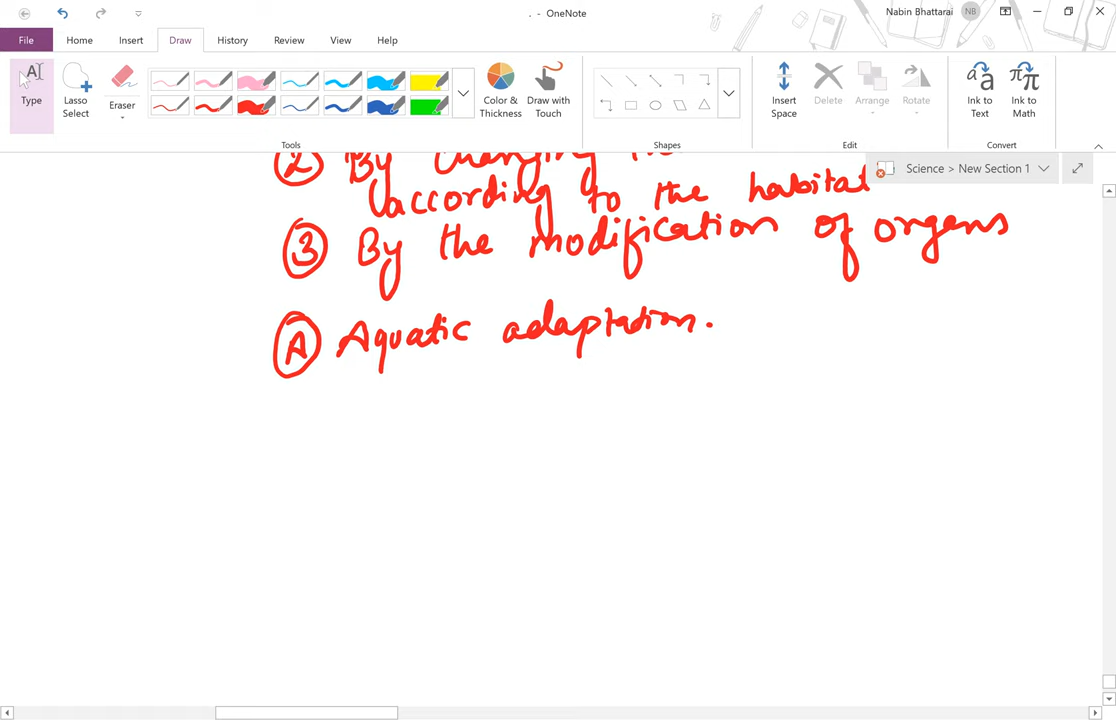 . - OneNote
Nabin Bhattarai NB
File Home Insert Draw History Review View Help
Type
Lasso Select
Eraser
Color & Thickness
Draw with Touch
Insert Space
Delete
Arrange
Rotate
Ink to Text
Ink to Math
Tools Shapes Edit Convert
Science > New Section 1
② By changing
according to the habitat
③ By the modification of organs
Ⓐ Aquatic adaptation.